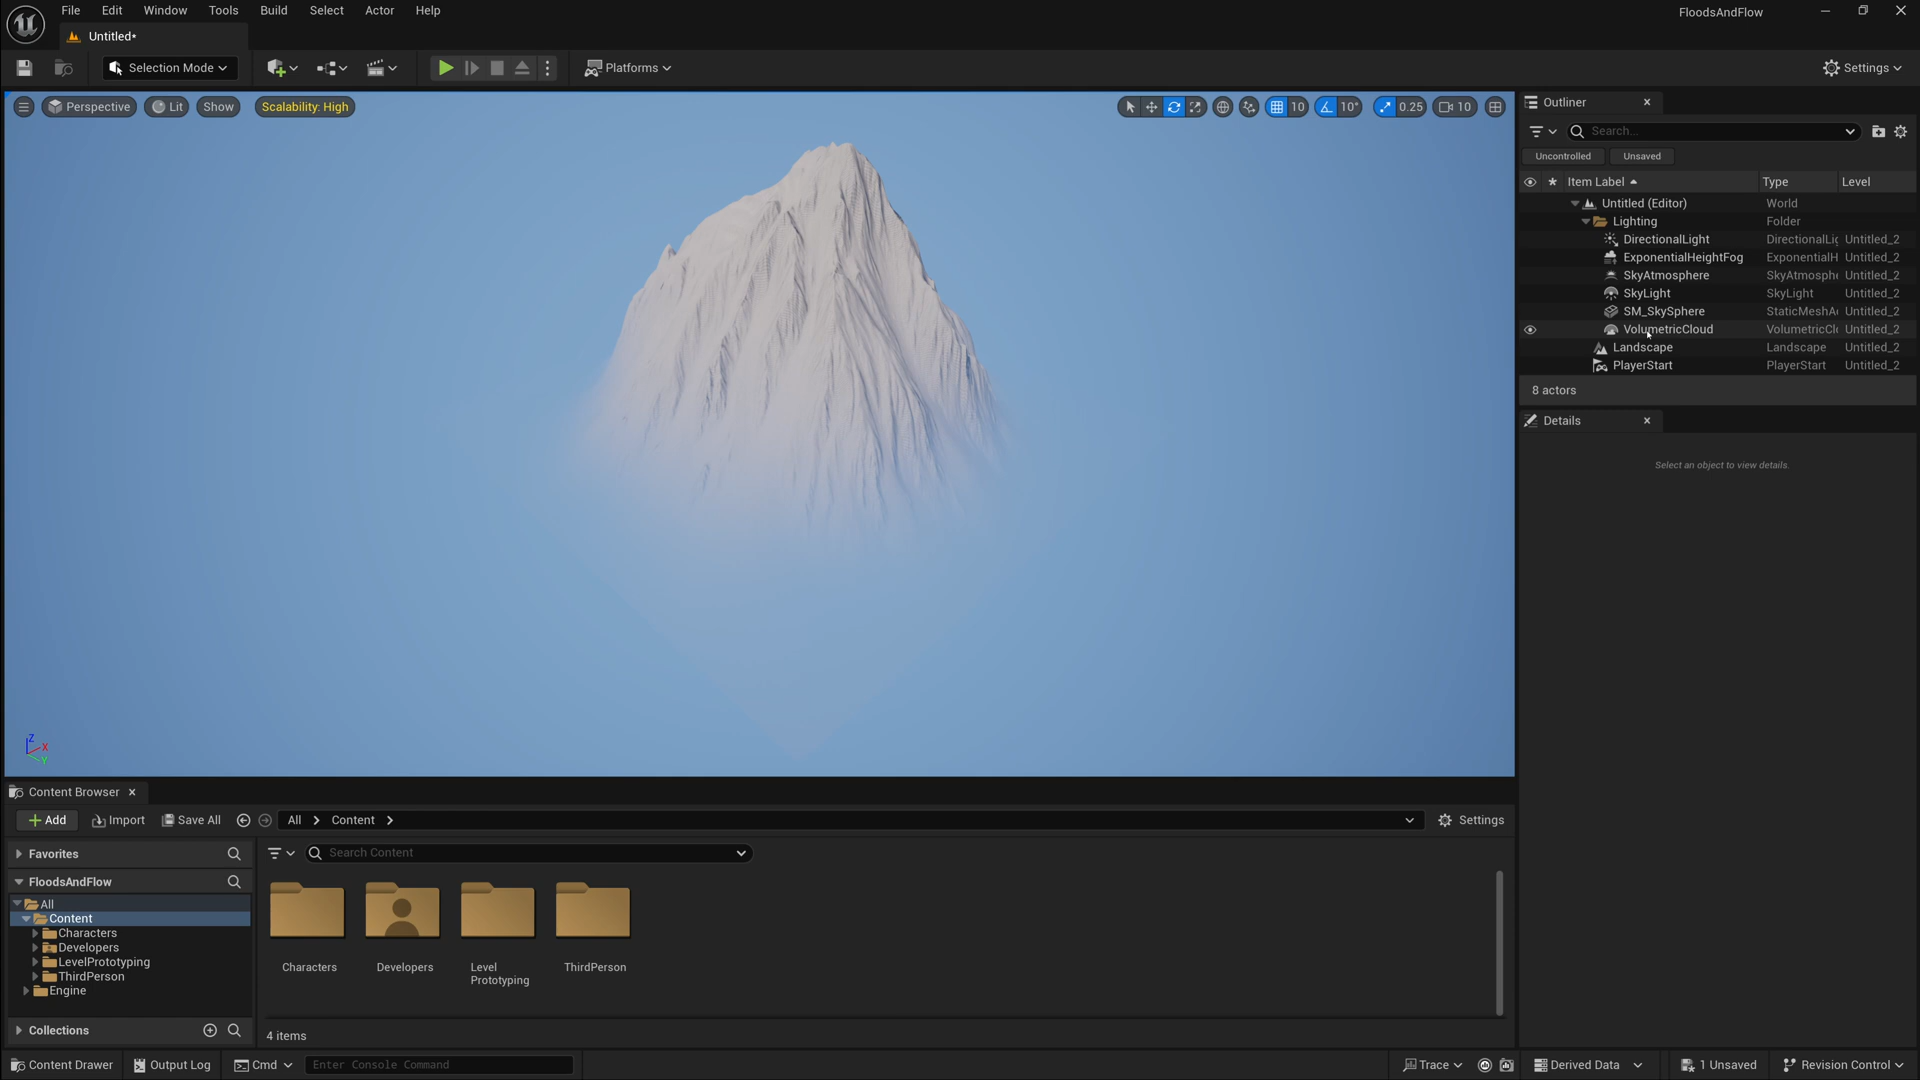 File Edit Window Tools Build Select Actor Help
FloodsAndFlow
Untitled*
Selection Mode
Platforms
Settings
Perspective Lit Show Scalability: High
10 10° 0.25 10
Outliner
Search...
Uncontrolled Unsaved
Item Label Type Level
Untitled (Editor) World
Lighting Folder
DirectionalLight DirectionalLig Untitled_2
ExponentialHeightFog ExponentialH Untitled_2
SkyAtmosphere SkyAtmosphe Untitled_2
SkyLight SkyLight Untitled_2
SM_SkySphere StaticMeshA Untitled_2
VolumetricCloud VolumetricCl Untitled_2
Landscape Landscape Untitled_2
PlayerStart PlayerStart Untitled_2
8 actors
Details
Select an object to view details.
Z
X
Y
Content Browser
Add Import Save All All Content Settings
Favorites
Search Content
FloodsAndFlow
All
Content
Characters
Developers
LevelPrototyping
ThirdPerson
Engine
Collections
Characters
Developers
Level
Prototyping
ThirdPerson
4 items
Content Drawer Output Log Cmd Enter Console Command Trace Derived Data 1 Unsaved Revision Control